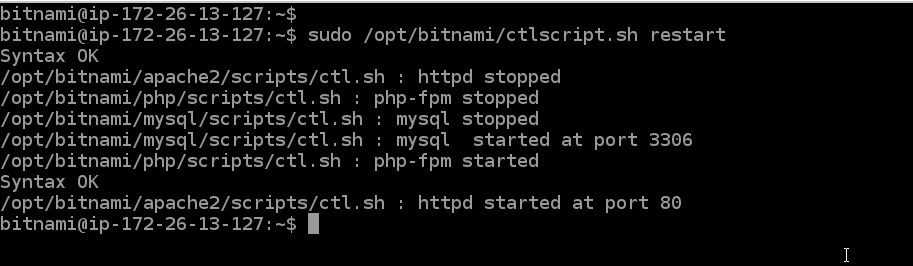 bitnami@ip-172-26-13-127:~$
bitnami@ip-172-26-13-127:~$ sudo /opt/bitnami/ctlscript.sh restart
Syntax OK
/opt/bitnami/apache2/scripts/ctl.sh : httpd stopped
/opt/bitnami/php/scripts/ctl.sh : php-fpm stopped
/opt/bitnami/mysql/scripts/ctl.sh : mysql stopped
/opt/bitnami/mysql/scripts/ctl.sh : mysql  started at port 3306
/opt/bitnami/php/scripts/ctl.sh : php-fpm started
Syntax OK
/opt/bitnami/apache2/scripts/ctl.sh : httpd started at port 80
bitnami@ip-172-26-13-127:~$